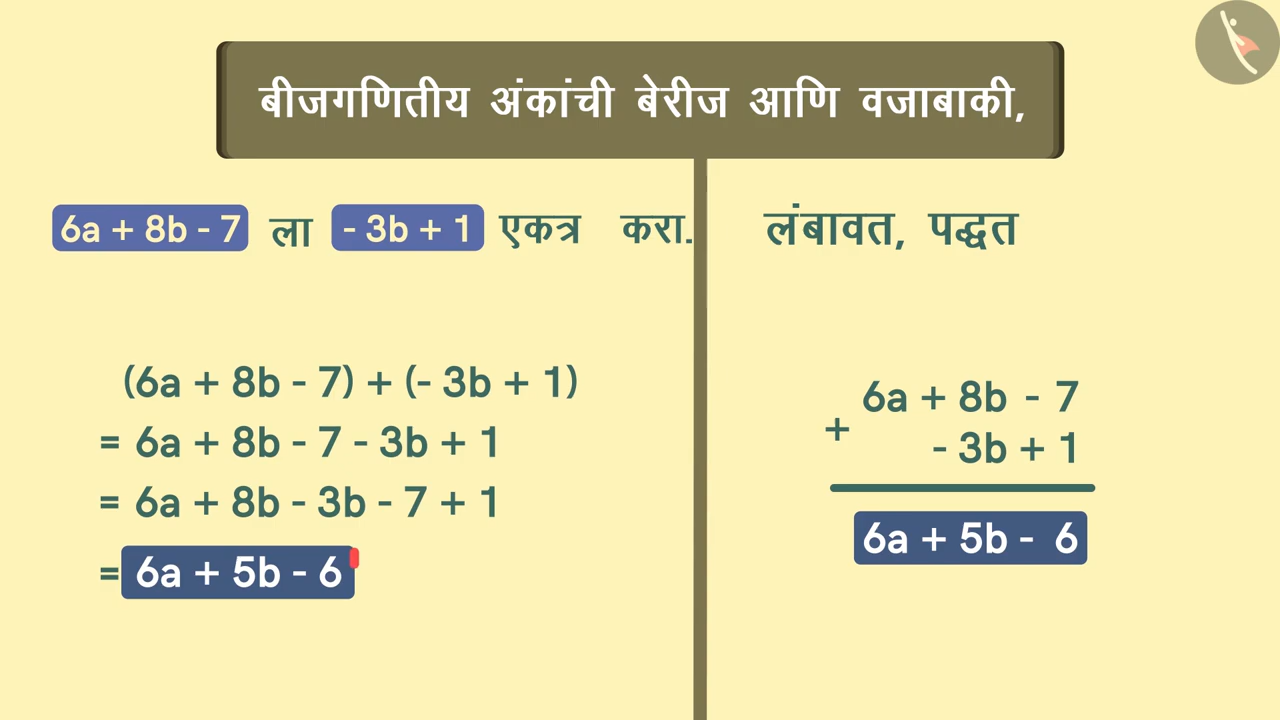 बीजगणितीय अंकांची बेरीज आणि वजाबाकी,
6a + 8b - 7 ला - 3b + 1 एकत्र करा.
(6a + 8b - 7) + (- 3b + 1)
= 6a + 8b - 7 - 3b + 1
= 6a + 8b - 3b - 7 + 1
= 6a + 5b - 6
लंबावत, पद्धत
6a + 8b - 7
+
- 3b + 1
6a + 5b - 6